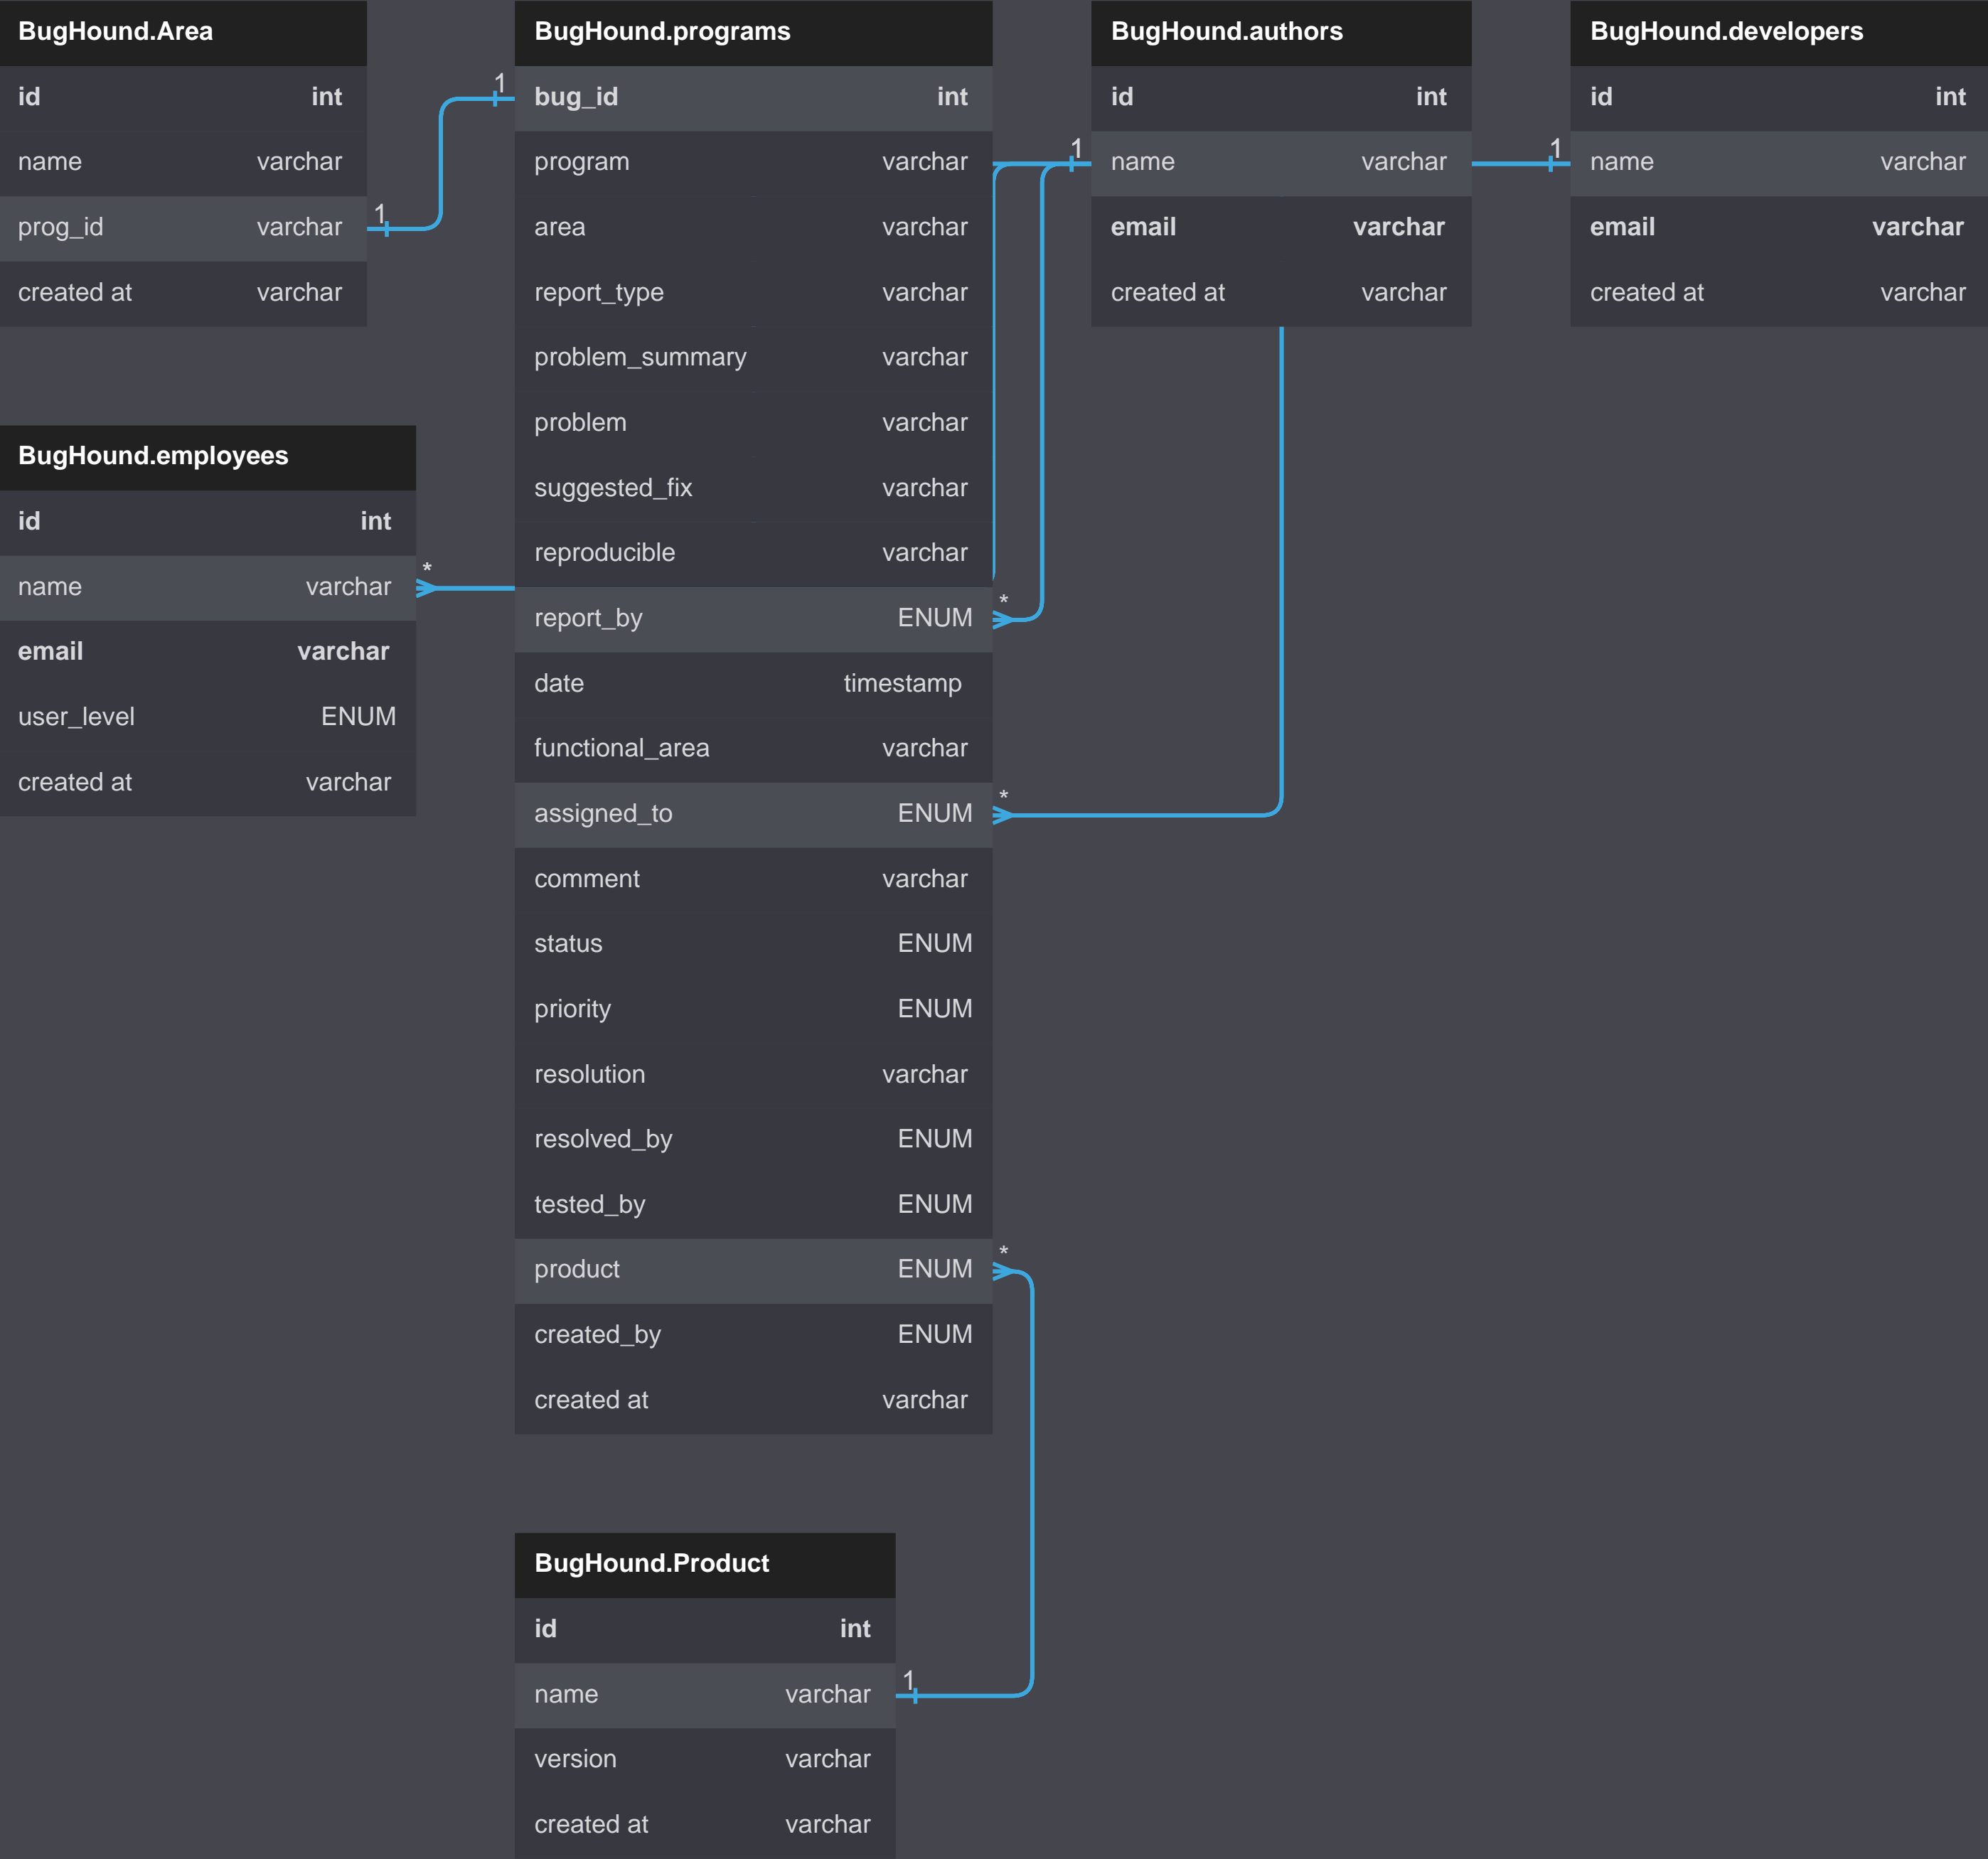 BugHound.Area
id int
name varchar
prog_id varchar
created at varchar
1
1
BugHound.employees
id int
name varchar
email varchar
user_level ENUM
created at varchar
*
BugHound.programs
bug_id int
program varchar
area varchar
report_type varchar
problem_summary varchar
problem varchar
suggested_fix varchar
reproducible varchar
report_by ENUM
date timestamp
functional_area varchar
assigned_to ENUM
comment varchar
status ENUM
priority ENUM
resolution varchar
resolved_by ENUM
tested_by ENUM
product ENUM
created_by ENUM
created at varchar
*
*
*
BugHound.authors
id int
name varchar
email varchar
created at varchar
1
BugHound.developers
id int
name varchar
email varchar
created at varchar
1
BugHound.Product
id int
name varchar
version varchar
created at varchar
1